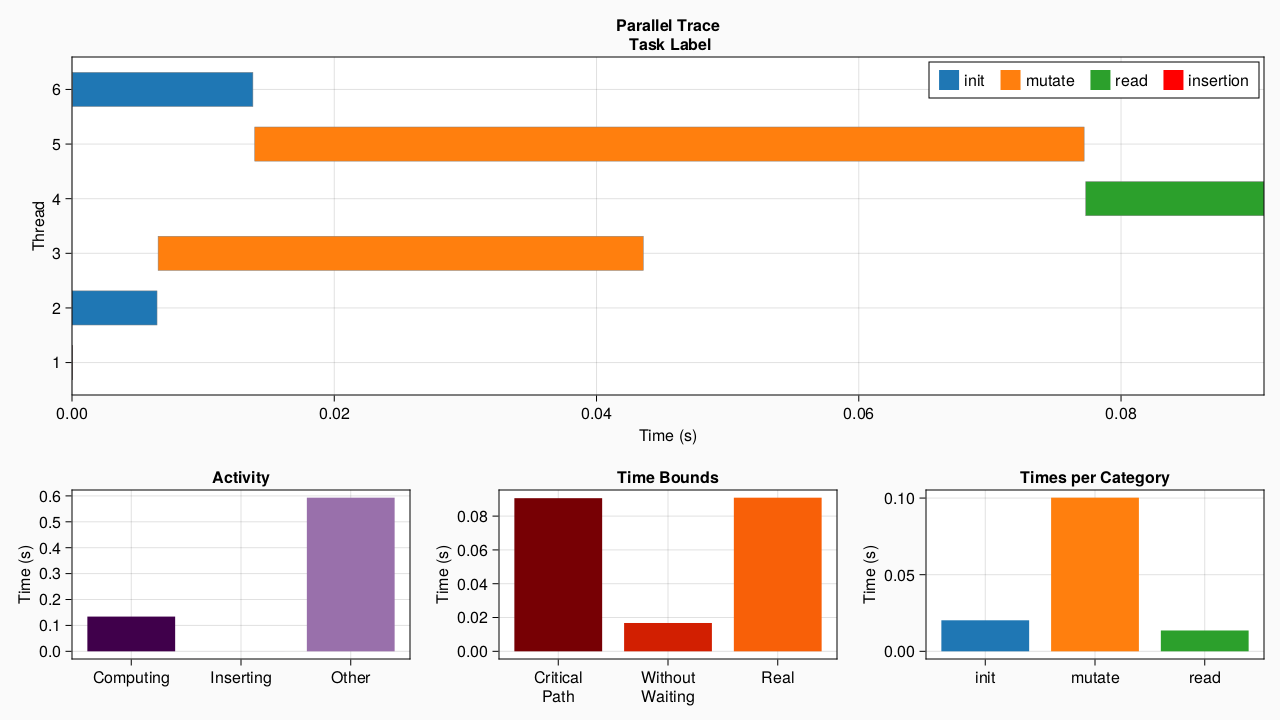 Parallel Trace
Task Label
init mutate read insertion
Thread
6
5
4
3
2
1
0.00 0.02 0.04 0.06 0.08
Time (s)
Activity
Time (s)
0.6
0.5
0.4
0.3
0.2
0.1
0.0
Computing Inserting Other
Time Bounds
Time (s)
0.08
0.06
0.04
0.02
0.00
Critical Path
Without Waiting
Real
Times per Category
Time (s)
0.10
0.05
0.00
init mutate read